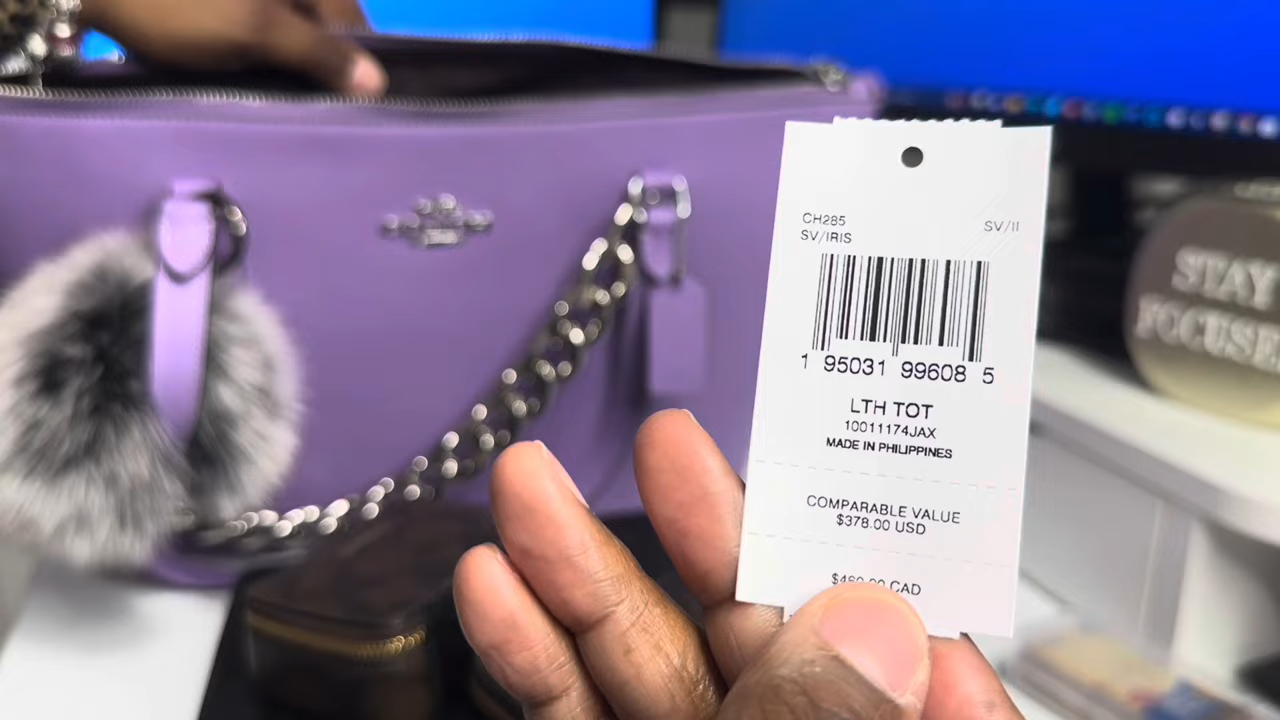 CH285
SV/IRIS
SV/II
1 95031 99608 5
LTH TOT
10011174JAX
MADE IN PHILIPPINES
COMPARABLE VALUE
$378.00 USD
CAD
STAY
FOCUSE